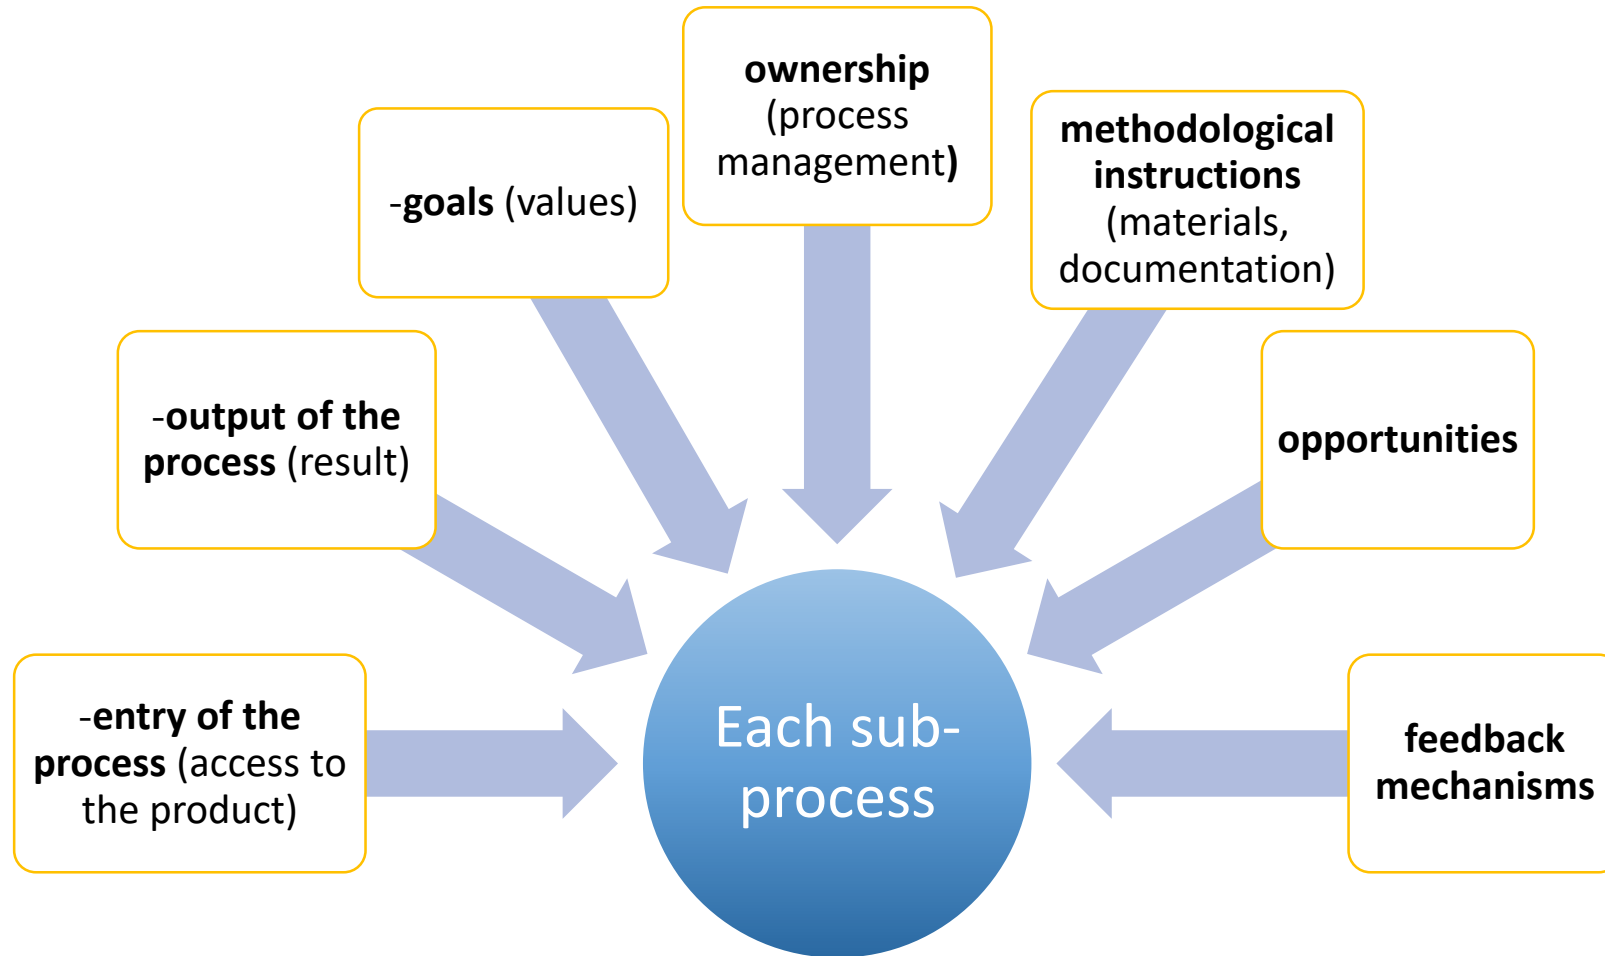 ownership
(process
management)
methodological
instructions
(materials,
documentation)
-goals (values)
-output of the
process (result)
opportunities
-entry of the
process (access to
the product)
Each sub-
process
feedback
mechanisms